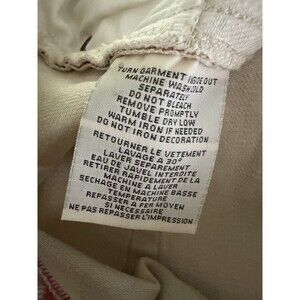 TURN GARMENT INSIDE OUT
MACHINE WASH COLD
SEPARATELY
DO NOT BLEACH
REMOVE PROMPTLY
TUMBLE DRY LOW
WARM IRON IF NEEDED
DO NOT IRON DECORATION
RETOURNER LE VETEMENT
LAVAGE A 30°
LAVER SEPAREMENT
EAU DE JAVEL INTERDITE
RETIRER RAPIDEMENT DE LA
MACHINE A LAVER
SECHAGE EN MACHINE BASSE
TEMPERATURE
REPASSER A FER MOYEN
SI NECESSAIRE
NE PAS REPASSER L'IMPRESSION